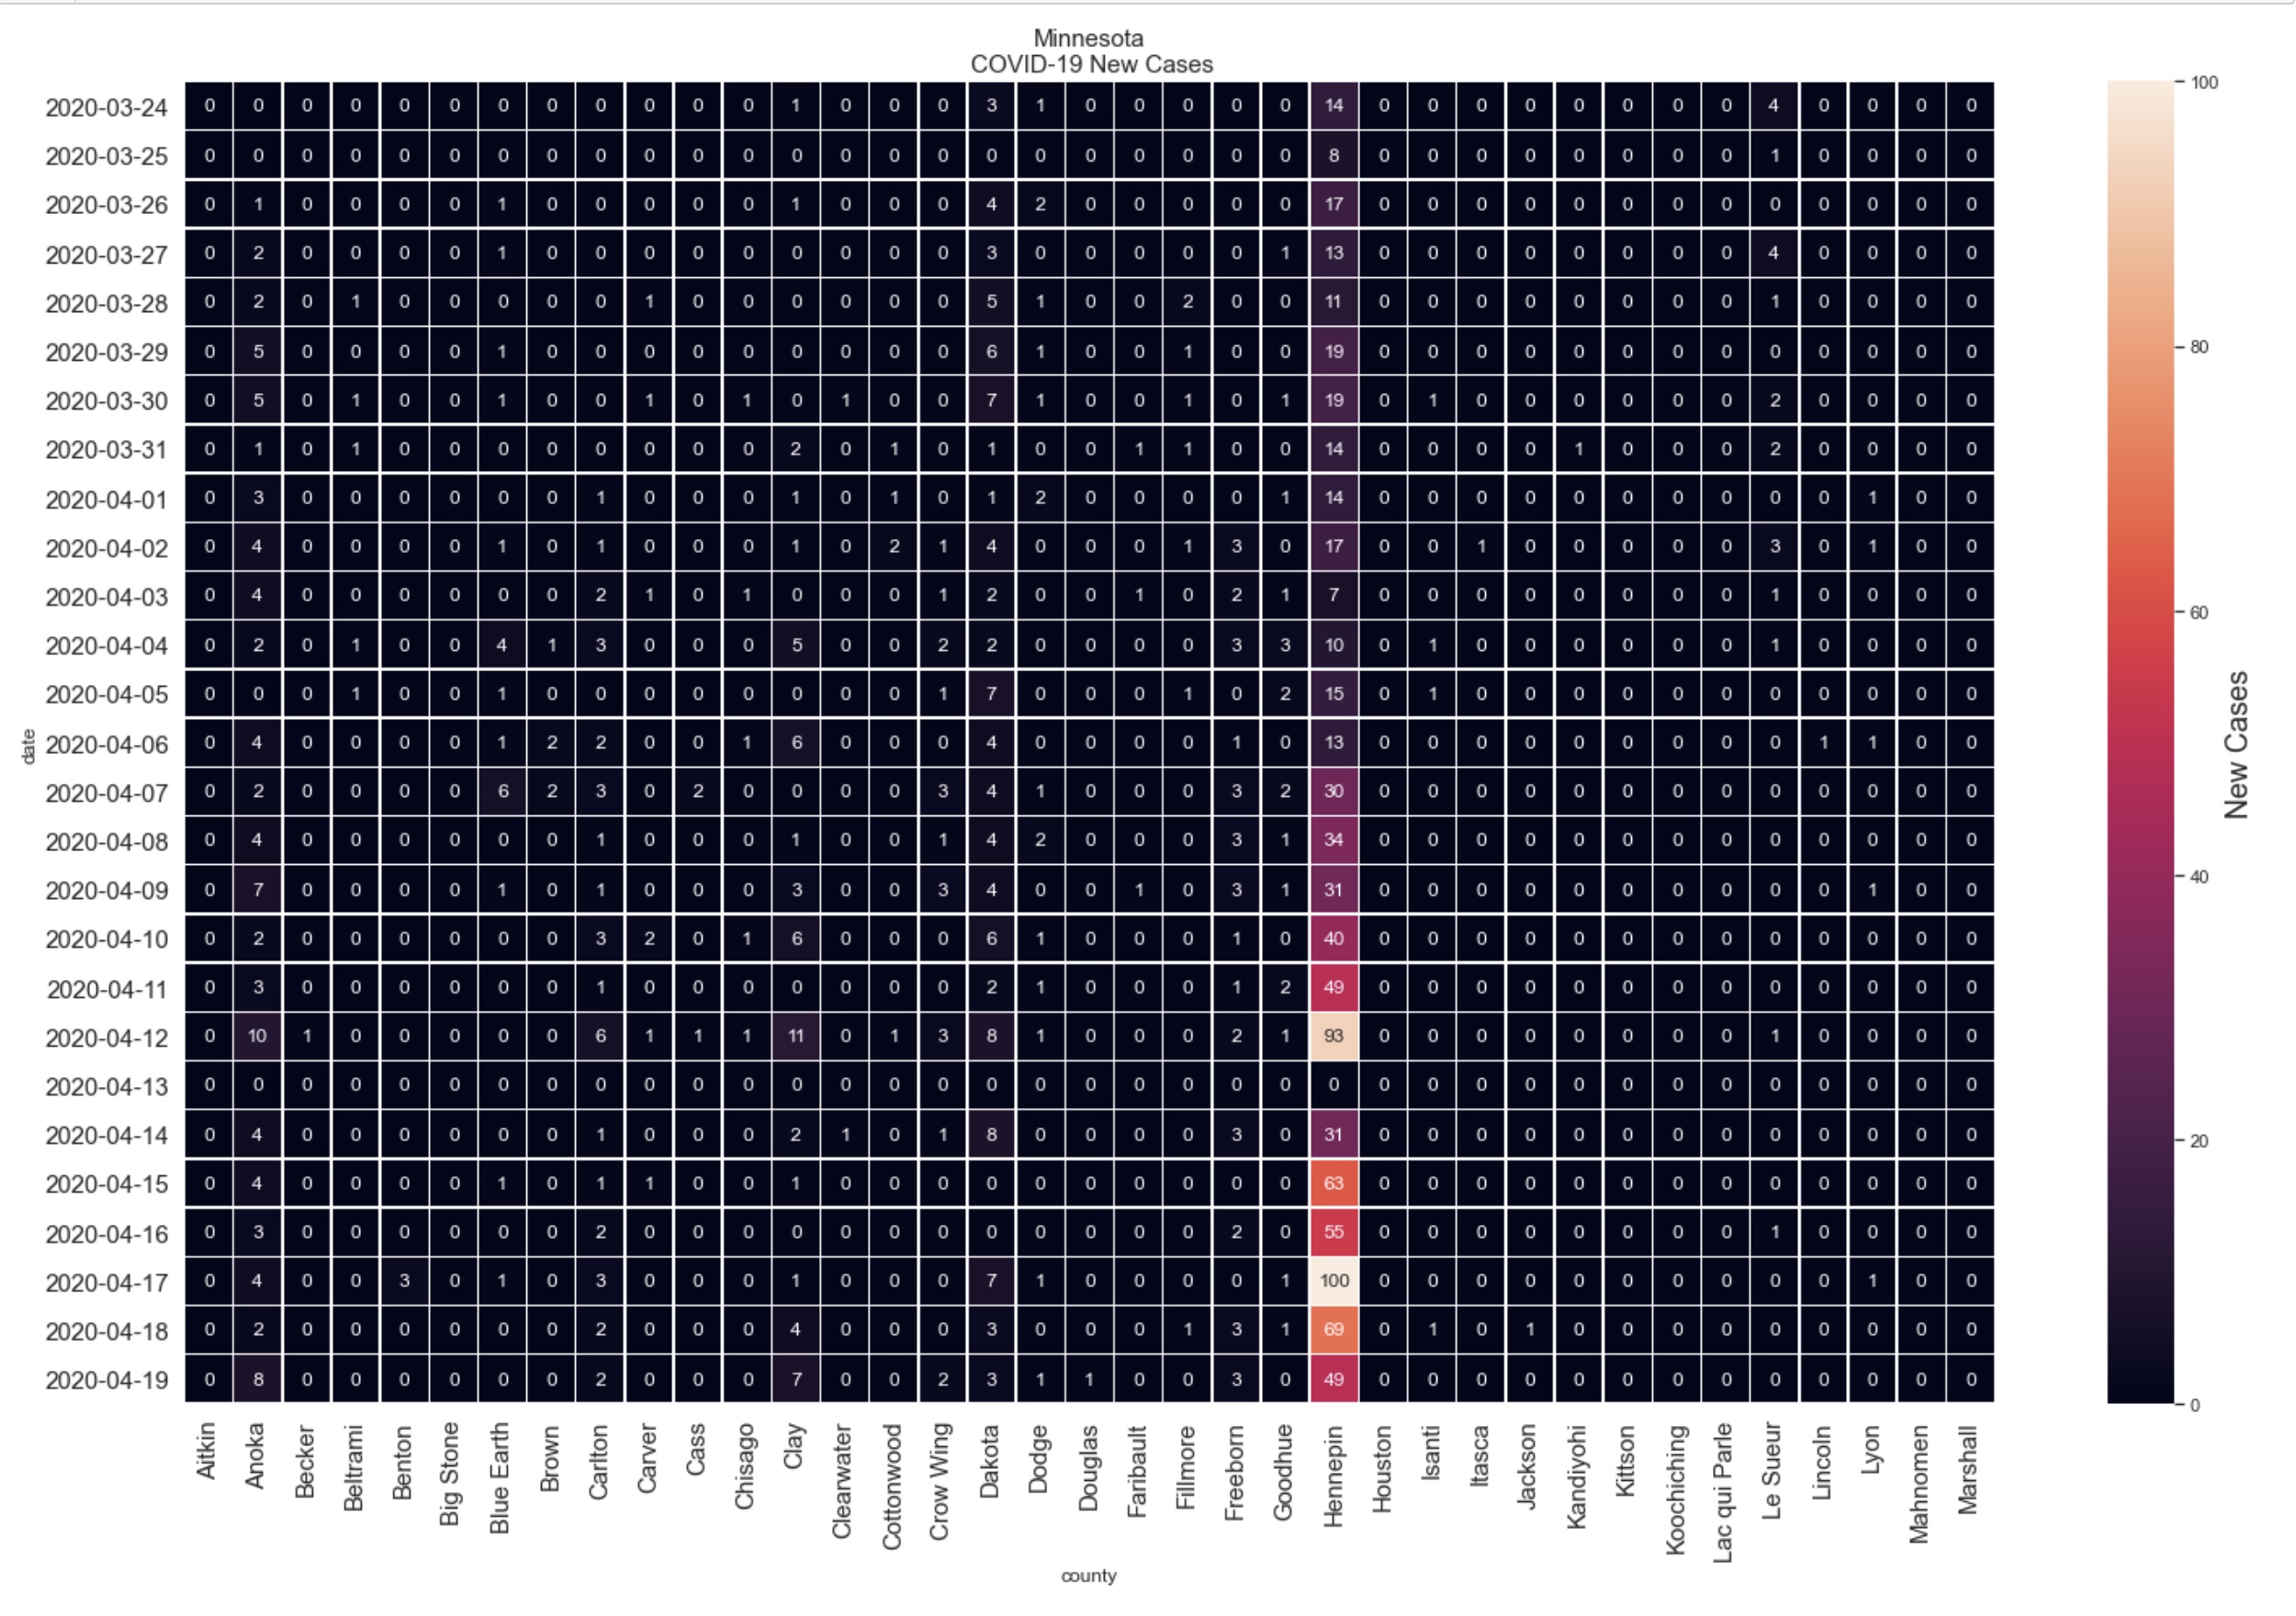 Minnesota
COVID-19 New Cases
2020-03-24 0 0 0 0 0 0 0 0 0 0 0 0 1 0 0 0 3 1 0 0 0 0 0 14 0 0 0 0 0 0 0 0 4 0 0 0 0
2020-03-25 0 0 0 0 0 0 0 0 0 0 0 0 0 0 0 0 0 0 0 0 0 0 0 8 0 0 0 0 0 0 0 0 1 0 0 0 0
2020-03-26 0 1 0 0 0 0 1 0 0 0 0 0 1 0 0 0 4 2 0 0 0 0 0 17 0 0 0 0 0 0 0 0 0 0 0 0 0
2020-03-27 0 2 0 0 0 0 1 0 0 0 0 0 0 0 0 0 3 0 0 0 0 0 1 13 0 0 0 0 0 0 0 0 4 0 0 0 0
2020-03-28 0 2 0 1 0 0 0 0 0 1 0 0 0 0 0 0 5 1 0 0 2 0 0 11 0 0 0 0 0 0 0 0 1 0 0 0 0
2020-03-29 0 5 0 0 0 0 1 0 0 0 0 0 0 0 0 0 6 1 0 0 1 0 0 19 0 0 0 0 0 0 0 0 0 0 0 0 0
2020-03-30 0 5 0 1 0 0 1 0 0 1 0 1 0 1 0 0 7 1 0 0 1 0 1 19 0 1 0 0 0 0 0 0 2 0 0 0 0
2020-03-31 0 1 0 1 0 0 0 0 0 0 0 0 2 0 1 0 1 0 0 1 1 0 0 14 0 0 0 0 1 0 0 0 2 0 0 0 0
2020-04-01 0 3 0 0 0 0 0 0 1 0 0 0 1 0 1 0 1 2 0 0 0 0 1 14 0 0 0 0 0 0 0 0 0 0 1 0 0
2020-04-02 0 4 0 0 0 0 1 0 1 0 0 0 1 0 2 1 4 0 0 0 1 3 0 17 0 0 1 0 0 0 0 0 3 0 1 0 0
2020-04-03 0 4 0 0 0 0 0 0 2 1 0 1 0 0 0 1 2 0 0 1 0 2 1 7 0 0 0 0 0 0 0 0 1 0 0 0 0
2020-04-04 0 2 0 1 0 0 4 1 3 0 0 0 5 0 0 2 2 0 0 0 0 3 3 10 0 1 0 0 0 0 0 0 1 0 0 0 0
2020-04-05 0 0 0 1 0 0 1 0 0 0 0 0 0 0 0 1 7 0 0 0 1 0 2 15 0 1 0 0 0 0 0 0 0 0 0 0 0
2020-04-06 0 4 0 0 0 0 1 2 2 0 0 1 6 0 0 0 4 0 0 0 0 1 0 13 0 0 0 0 0 0 0 0 0 1 1 0 0
2020-04-07 0 2 0 0 0 0 6 2 3 0 2 0 0 0 0 3 4 1 0 0 0 3 2 30 0 0 0 0 0 0 0 0 0 0 0 0 0
2020-04-08 0 4 0 0 0 0 0 0 1 0 0 0 1 0 0 1 4 2 0 0 0 3 1 34 0 0 0 0 0 0 0 0 0 0 0 0 0
2020-04-09 0 7 0 0 0 0 1 0 1 0 0 0 3 0 0 3 4 0 0 1 0 3 1 31 0 0 0 0 0 0 0 0 0 0 1 0 0
2020-04-10 0 2 0 0 0 0 0 0 3 2 0 1 6 0 0 0 6 1 0 0 0 1 0 40 0 0 0 0 0 0 0 0 0 0 0 0 0
2020-04-11 0 3 0 0 0 0 0 0 1 0 0 0 0 0 0 0 2 1 0 0 0 1 2 49 0 0 0 0 0 0 0 0 0 0 0 0 0
2020-04-12 0 10 1 0 0 0 0 0 6 1 1 1 11 0 1 3 8 1 0 0 0 2 1 93 0 0 0 0 0 0 0 0 1 0 0 0 0
2020-04-13 0 0 0 0 0 0 0 0 0 0 0 0 0 0 0 0 0 0 0 0 0 0 0 0 0 0 0 0 0 0 0 0 0 0 0 0 0
2020-04-14 0 4 0 0 0 0 0 0 1 0 0 0 2 1 0 1 8 0 0 0 0 3 0 31 0 0 0 0 0 0 0 0 0 0 0 0 0
2020-04-15 0 4 0 0 0 0 1 0 1 1 0 0 1 0 0 0 0 0 0 0 0 0 0 63 0 0 0 0 0 0 0 0 0 0 0 0 0
2020-04-16 0 3 0 0 0 0 0 0 2 0 0 0 0 0 0 0 0 0 0 0 0 2 0 55 0 0 0 0 0 0 0 0 1 0 0 0 0
2020-04-17 0 4 0 0 3 0 1 0 3 0 0 0 1 0 0 0 7 1 0 0 0 0 1 100 0 0 0 0 0 0 0 0 0 0 1 0 0
2020-04-18 0 2 0 0 0 0 0 0 2 0 0 0 4 0 0 0 3 0 0 0 1 3 1 69 0 1 0 1 0 0 0 0 0 0 0 0 0
2020-04-19 0 8 0 0 0 0 0 0 2 0 0 0 7 0 0 2 3 1 1 0 0 3 0 49 0 0 0 0 0 0 0 0 0 0 0 0 0
date
Aitkin
Anoka
Becker
Beltrami
Benton
Big Stone
Blue Earth
Brown
Carlton
Carver
Cass
Chisago
Clay
Clearwater
Cottonwood
Crow Wing
Dakota
Dodge
Douglas
Faribault
Fillmore
Freeborn
Goodhue
Hennepin
Houston
Isanti
Itasca
Jackson
Kandiyohi
Kittson
Koochiching
Lac qui Parle
Le Sueur
Lincoln
Lyon
Mahnomen
Marshall
county
100
80
60
40
20
0
New Cases